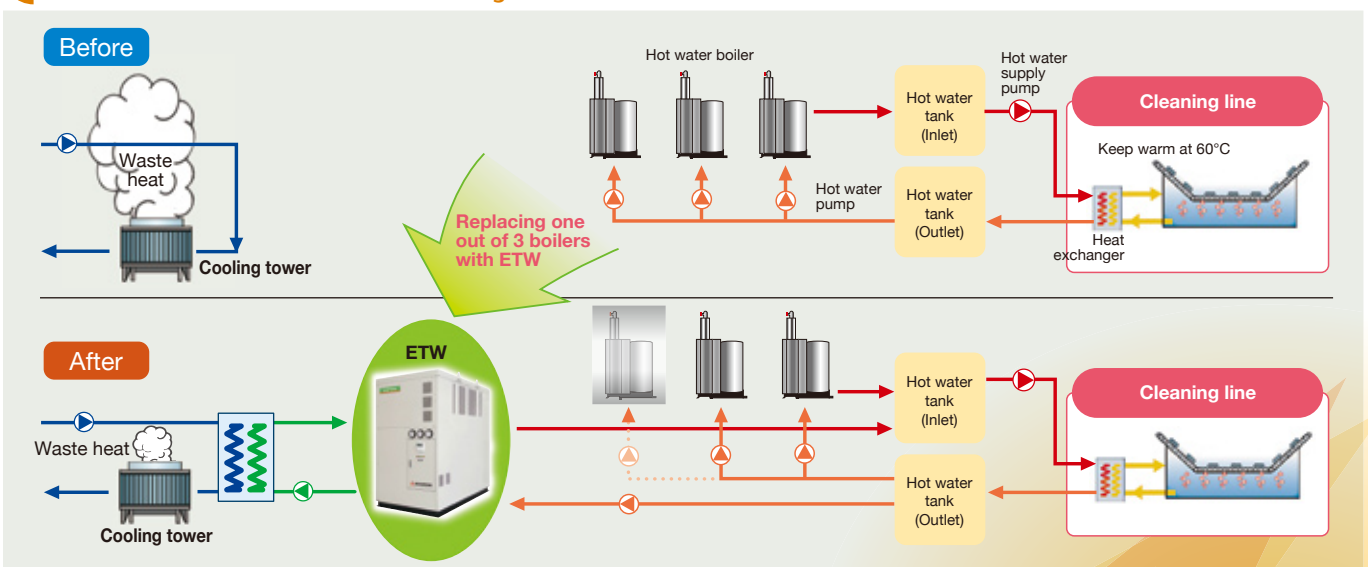 Before
Waste
heat
Cooling tower
Hot water boiler
Hot water
pump
Hot water
tank
(Inlet)
Hot water
tank
(Outlet)
Hot water
supply
pump
Cleaning line
Keep warm at 60°C
Heat
exchanger
Replacing one
out of 3 boilers
with ETW
After
Waste heat
Cooling tower
ETW
Hot water
tank
(Inlet)
Hot water
tank
(Outlet)
Cleaning line